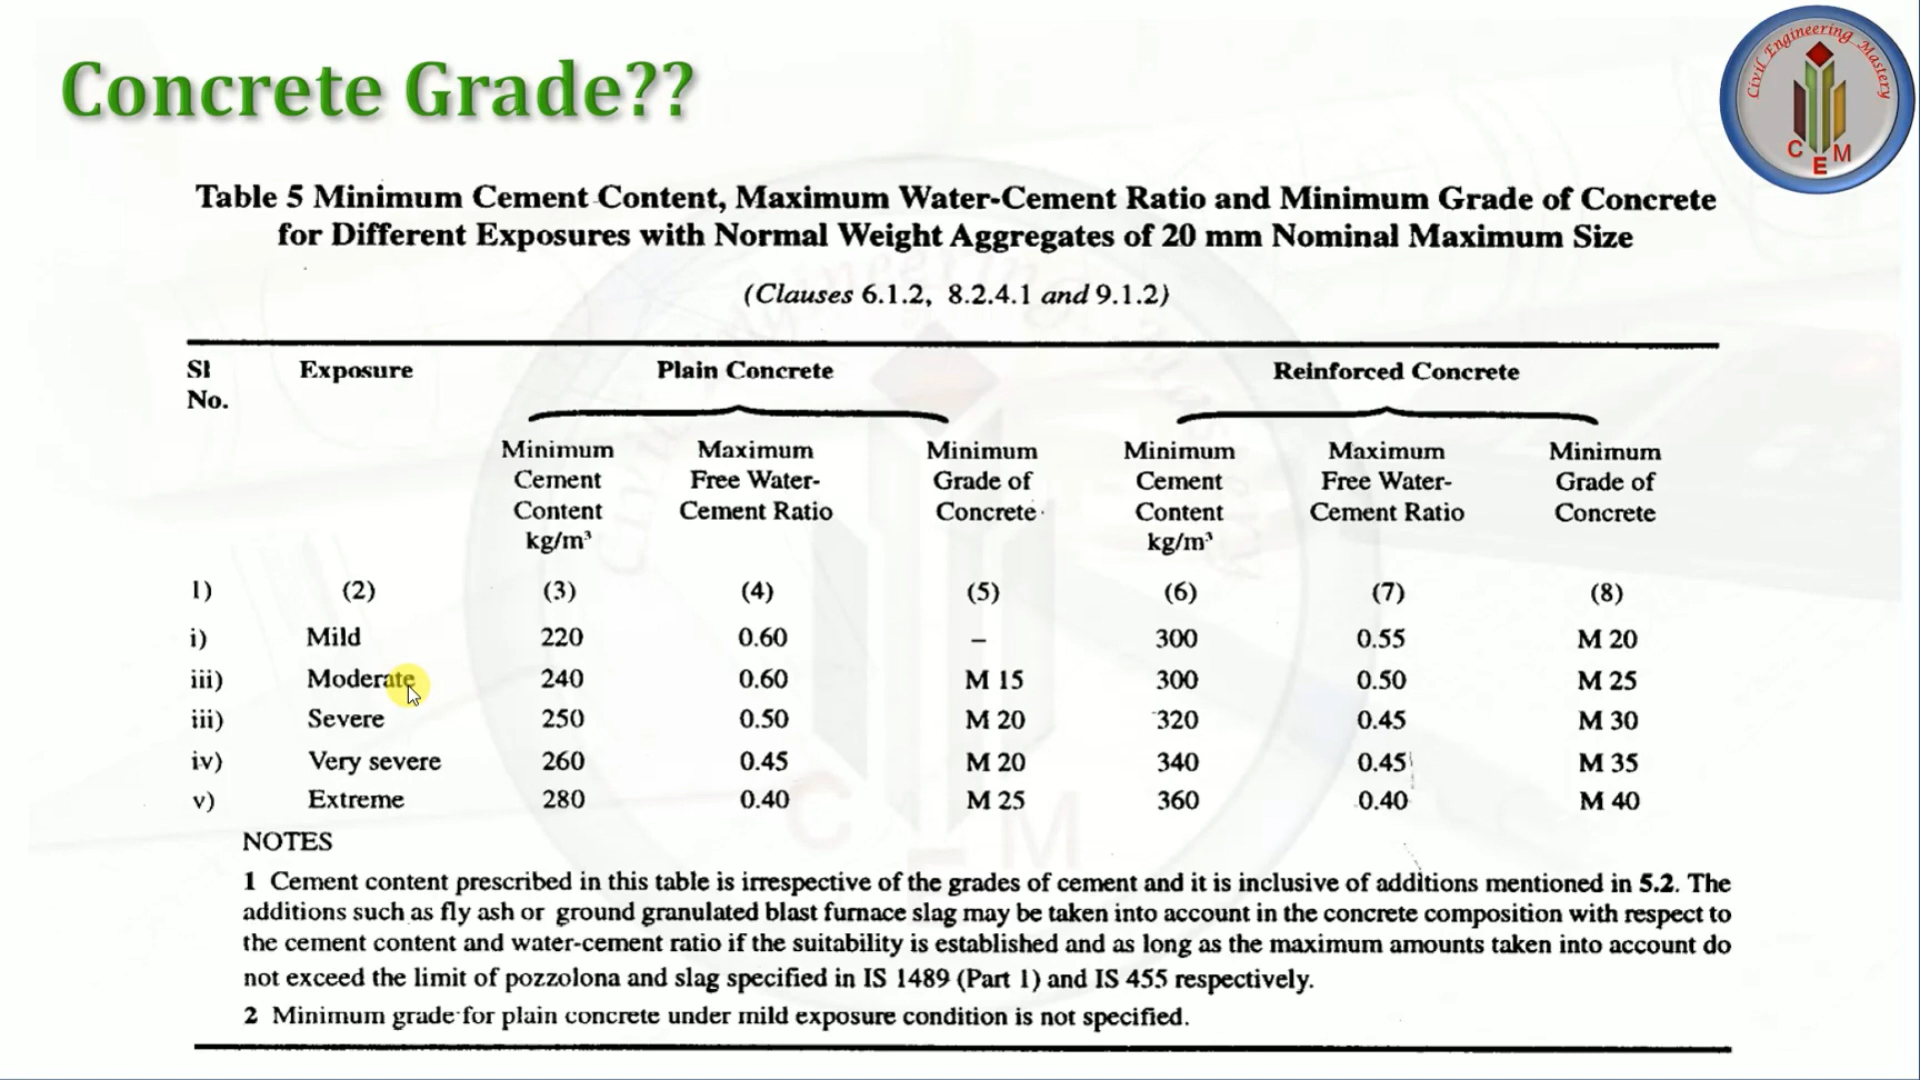 Concrete Grade??
Civil Engineering Mastery
C E M
Table 5 Minimum Cement Content, Maximum Water-Cement Ratio and Minimum Grade of Concrete
for Different Exposures with Normal Weight Aggregates of 20 mm Nominal Maximum Size
(Clauses 6.1.2, 8.2.4.1 and 9.1.2)
Sl No. Exposure Plain Concrete Reinforced Concrete
Minimum Cement Content kg/m³ Maximum Free Water-Cement Ratio Minimum Grade of Concrete Minimum Cement Content kg/m³ Maximum Free Water-Cement Ratio Minimum Grade of Concrete
1) (2) (3) (4) (5) (6) (7) (8)
i) Mild 220 0.60 – 300 0.55 M 20
iii) Moderate 240 0.60 M 15 300 0.50 M 25
iii) Severe 250 0.50 M 20 320 0.45 M 30
iv) Very severe 260 0.45 M 20 340 0.45 M 35
v) Extreme 280 0.40 M 25 360 0.40 M 40
NOTES
1 Cement content prescribed in this table is irrespective of the grades of cement and it is inclusive of additions mentioned in 5.2. The
additions such as fly ash or ground granulated blast furnace slag may be taken into account in the concrete composition with respect to
the cement content and water-cement ratio if the suitability is established and as long as the maximum amounts taken into account do
not exceed the limit of pozzolona and slag specified in IS 1489 (Part 1) and IS 455 respectively.
2 Minimum grade for plain concrete under mild exposure condition is not specified.